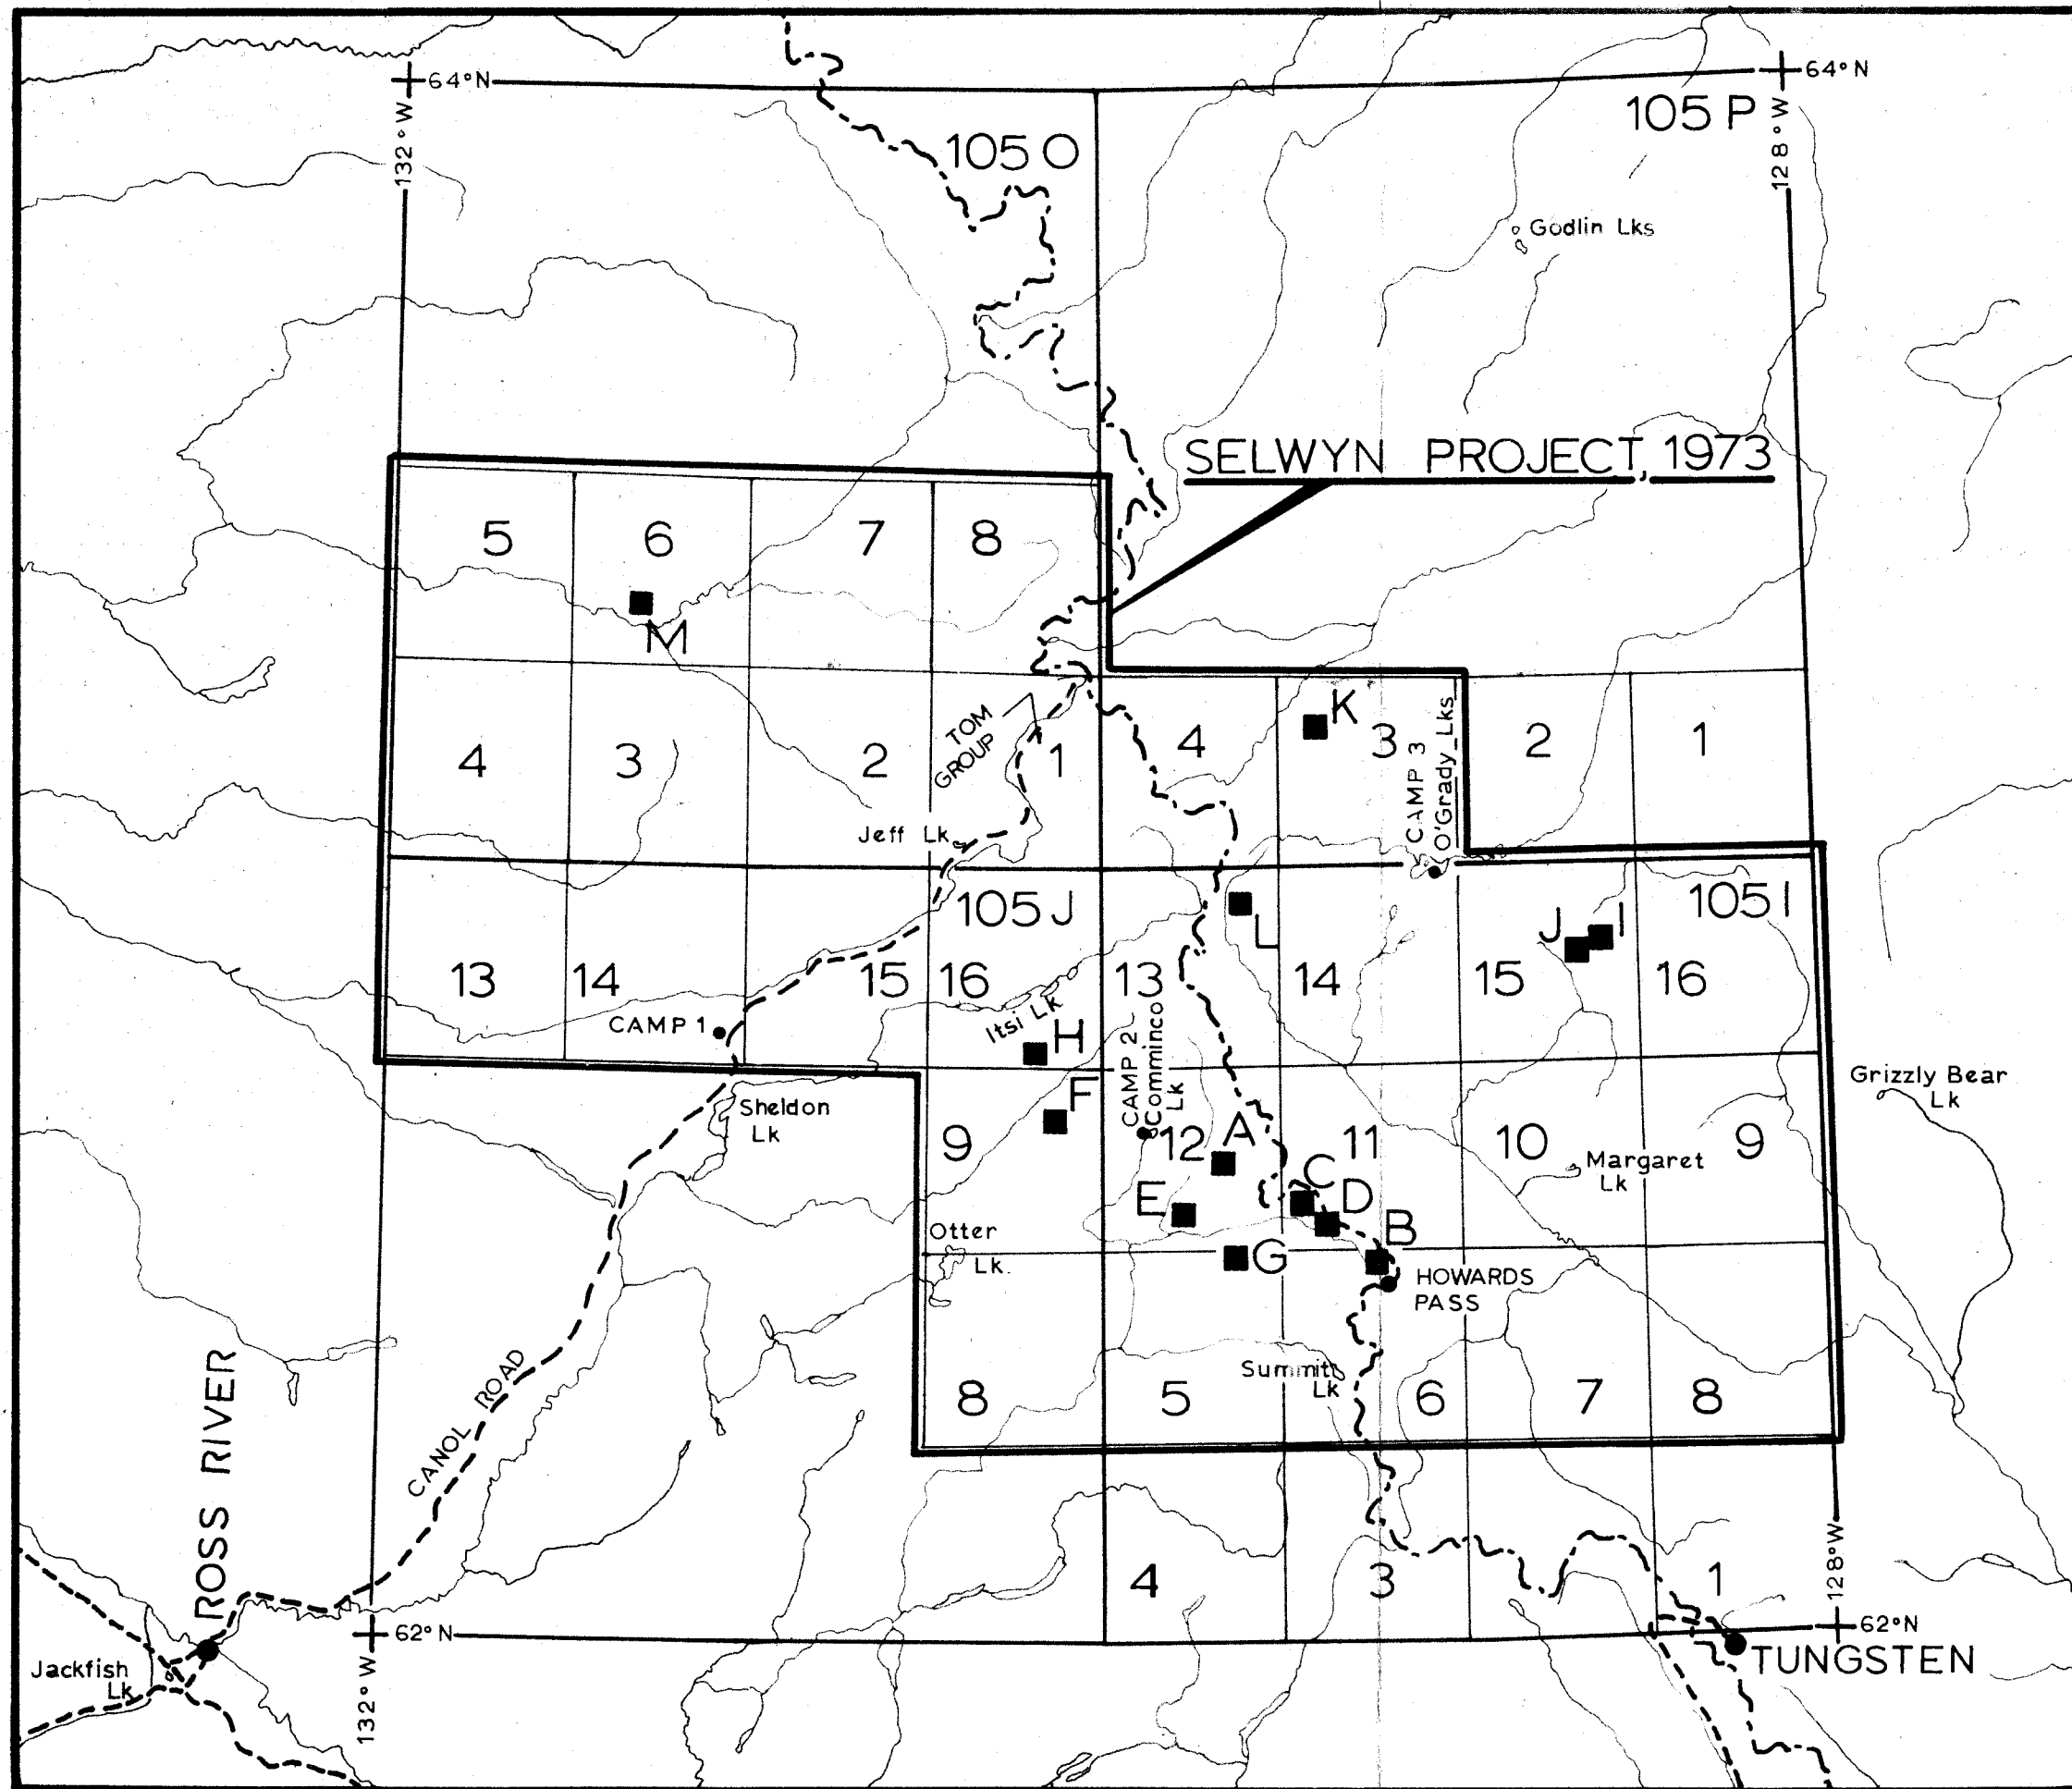 64°N
64°N
132°W
128°W
105 O
105 P
Godlin Lks
SELWYN PROJECT, 1973
5
6
7
8
M
K
TOM
GROUP
4
3
2
1
4
3
2
1
CAMP 3
O'Grady Lks
Jeff Lk
105 J
105 I
L
J
I
13
14
15
16
13
14
15
16
CAMP 1
Itsi Lk
H
CAMP 2
Comminco
Lk
Sheldon
Lk
F
Grizzly Bear
Lk
9
12
A
11
10
9
Margaret
Lk
E
C
D
B
Otter
Lk.
G
HOWARDS
PASS
Summit
Lk
8
5
6
7
8
CANOL ROAD
ROSS RIVER
4
3
1
128°W
62°N
62°N
132°W
Jackfish
Lk
TUNGSTEN